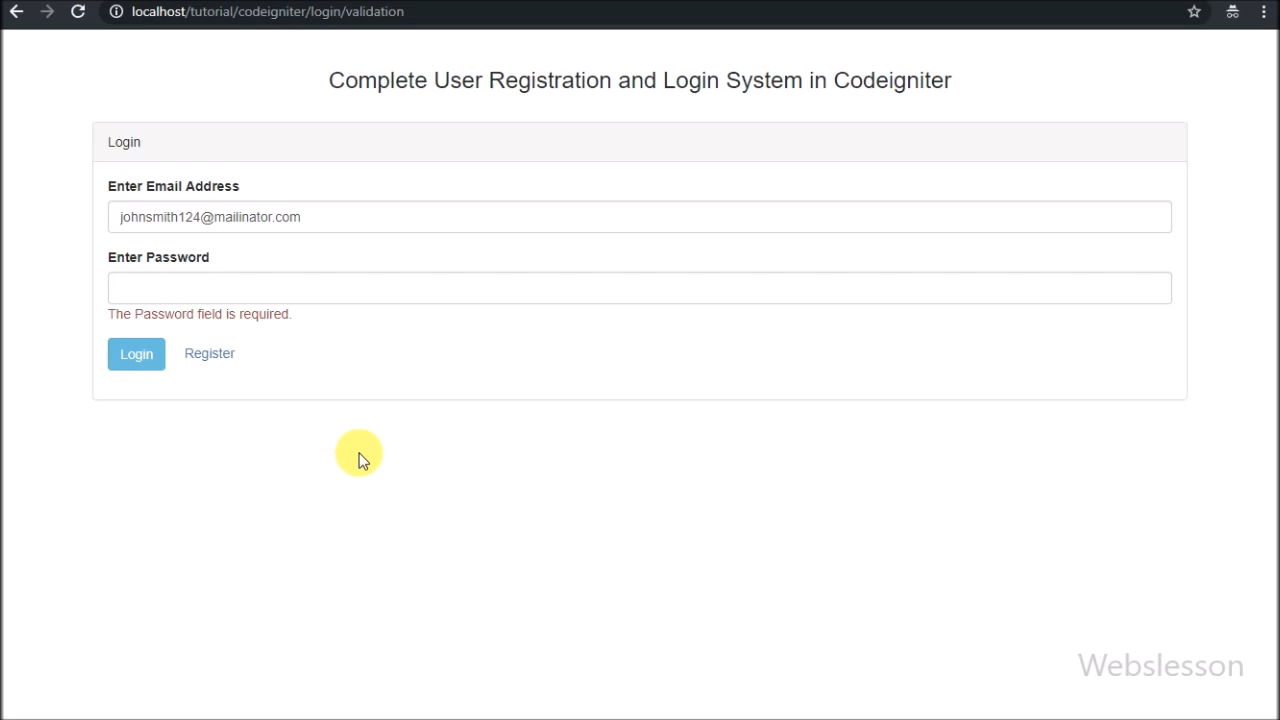 localhost/tutorial/codeigniter/login/validation
Complete User Registration and Login System in Codeigniter
Login
Enter Email Address
johnsmith124@mailinator.com
Enter Password
The Password field is required.
Login Register
Webslesson